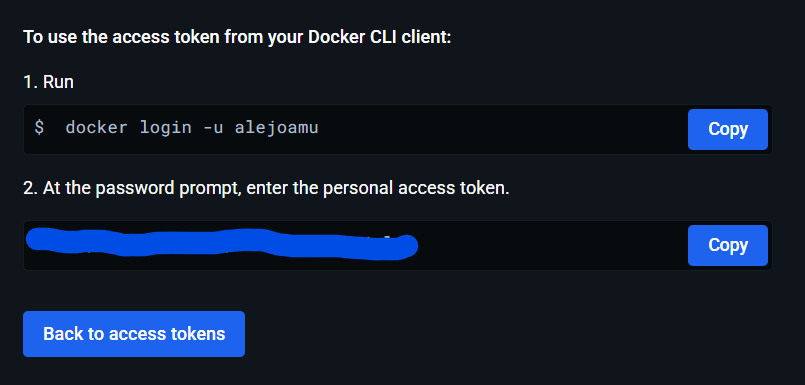 To use the access token from your Docker CLI client:
1. Run
$ docker login -u alejoamu
Copy
2. At the password prompt, enter the personal access token.
Copy
Back to access tokens